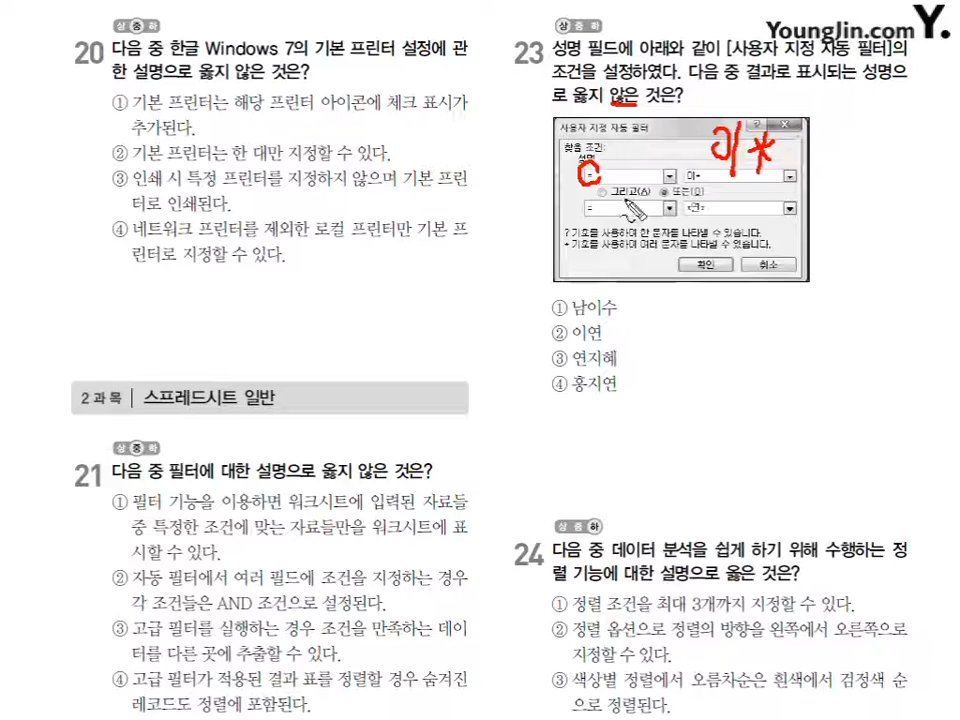 YoungJin.com Y.
상 중 하
20 다음 중 한글 Windows 7의 기본 프린터 설정에 관
한 설명으로 옳지 않은 것은?
① 기본 프린터는 해당 프린터 아이콘에 체크 표시가
추가된다.
② 기본 프린터는 한 대만 지정할 수 있다.
③ 인쇄 시 특정 프린터를 지정하지 않으며 기본 프린
터로 인쇄된다.
④ 네트워크 프린터를 제외한 로컬 프린터만 기본 프
린터로 지정할 수 있다.
2과목 스프레드시트 일반
상 중 하
21 다음 중 필터에 대한 설명으로 옳지 않은 것은?
① 필터 기능을 이용하면 워크시트에 입력된 자료들
중 특정한 조건에 맞는 자료들만을 워크시트에 표
시할 수 있다.
② 자동 필터에서 여러 필드에 조건을 지정하는 경우
각 조건들은 AND 조건으로 설정된다.
③ 고급 필터를 실행하는 경우 조건을 만족하는 데이
터를 다른 곳에 추출할 수 있다.
④ 고급 필터가 적용된 결과 표를 정렬할 경우 숨겨진
레코드도 정렬에 포함된다.
상 중 하
23 성명 필드에 아래와 같이 [사용자 지정 자동 필터]의
조건을 설정하였다. 다음 중 결과로 표시되는 성명으
로 옳지 않은 것은?
사용자 지정 자동 필터
찾을 조건:
성명
이*
= 이*
그리고(A) 또는(O)
= ?연?
? 기호를 사용하여 한 문자를 나타낼 수 있습니다.
* 기호를 사용하여 여러 문자를 나타낼 수 있습니다.
확인 취소
① 남이수
② 이연
③ 연지혜
④ 홍지연
상 중 하
24 다음 중 데이터 분석을 쉽게 하기 위해 수행하는 정
렬 기능에 대한 설명으로 옳은 것은?
① 정렬 조건을 최대 3개까지 지정할 수 있다.
② 정렬 옵션으로 정렬의 방향을 왼쪽에서 오른쪽으로
지정할 수 있다.
③ 색상별 정렬에서 오름차순은 흰색에서 검정색 순
으로 정렬된다.